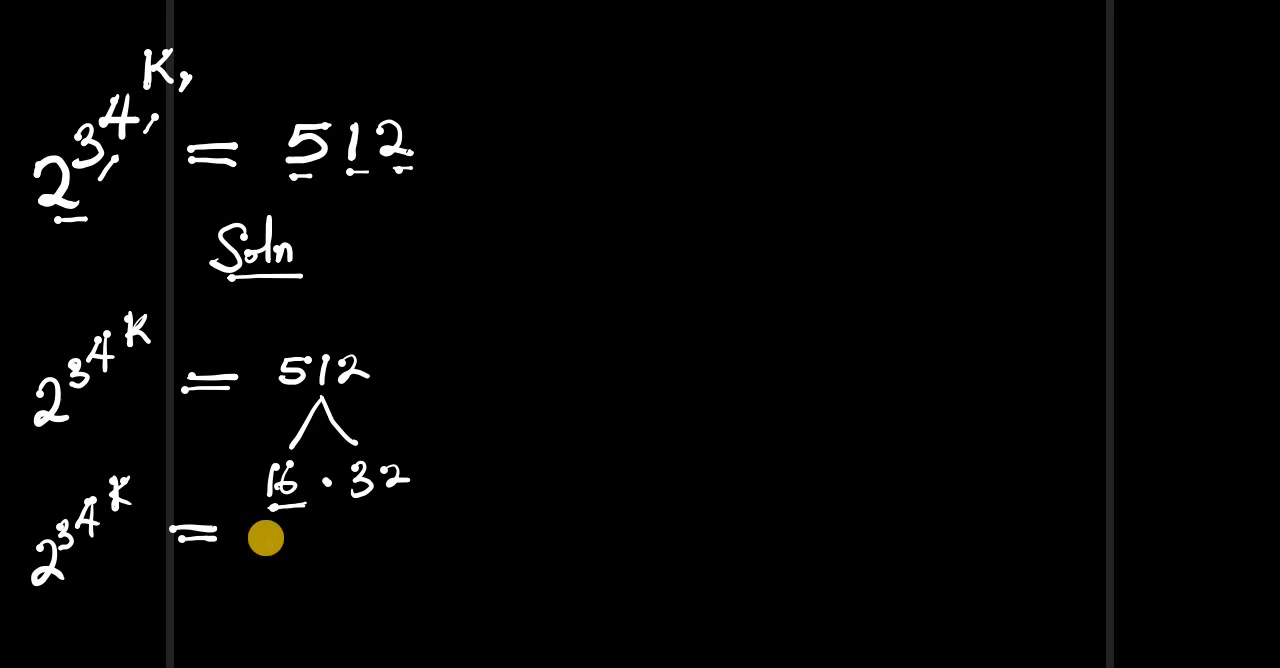 2^3^4^K, = 512
Soln
2^3^4^K = 512
16 · 32
2^3^4^K =